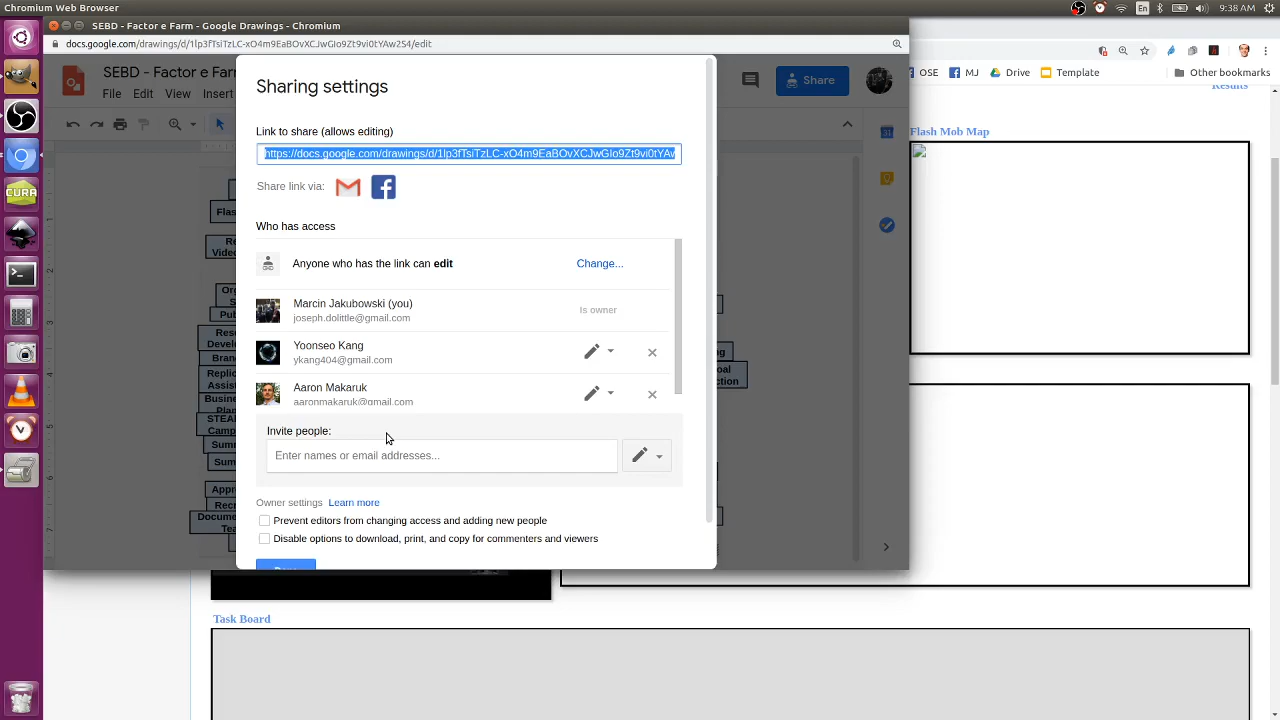 Chromium Web Browser
En
9:38 AM
SEBD - Factor e Farm - Google Drawings - Chromium
docs.google.com/drawings/d/1lp3fTsiTzLC-xO4m9EaBOvXCJwGIo9Zt9vi0tYAw2S4/edit
SEBD - Factor e Farm
File Edit View Insert
Share
OSE
MJ
Drive
Template
Other bookmarks
Results
Sharing settings
Link to share (allows editing)
https://docs.google.com/drawings/d/1lp3fTsiTzLC-xO4m9EaBOvXCJwGIo9Zt9vi0tYAw
Share link via:
Who has access
Anyone who has the link can edit
Change...
Marcin Jakubowski (you)
joseph.dolittle@gmail.com
Is owner
Yoonseo Kang
ykang404@gmail.com
Aaron Makaruk
aaronmakaruk@gmail.com
Invite people:
Enter names or email addresses...
Owner settings Learn more
Prevent editors from changing access and adding new people
Disable options to download, print, and copy for commenters and viewers
Done
Flash Mob Map
Task Board
CURA